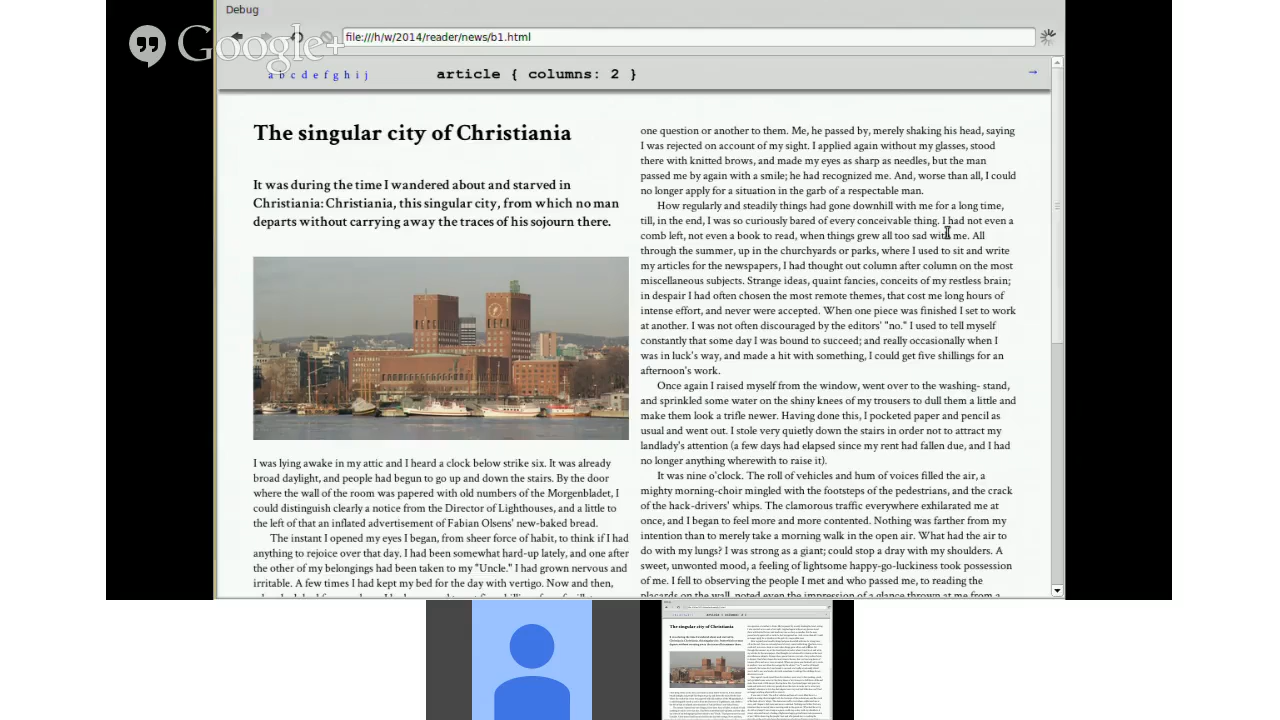 Debug
Google+
file:///h/w/2014/reader/news/b1.html
a b c d e f g h i j
article { columns: 2 }
→
The singular city of Christiania
It was during the time I wandered about and starved in
Christiania: Christiania, this singular city, from which no man
departs without carrying away the traces of his sojourn there.
I was lying awake in my attic and I heard a clock below strike six. It was already
broad daylight, and people had begun to go up and down the stairs. By the door
where the wall of the room was papered with old numbers of the Morgenbladet, I
could distinguish clearly a notice from the Director of Lighthouses, and a little to
the left of that an inflated advertisement of Fabian Olsens' new-baked bread.
The instant I opened my eyes I began, from sheer force of habit, to think if I had
anything to rejoice over that day. I had been somewhat hard-up lately, and one after
the other of my belongings had been taken to my "Uncle." I had grown nervous and
irritable. A few times I had kept my bed for the day with vertigo. Now and then,
one question or another to them. Me, he passed by, merely shaking his head, saying
I was rejected on account of my sight. I applied again without my glasses, stood
there with knitted brows, and made my eyes as sharp as needles, but the man
passed me by again with a smile; he had recognized me. And, worse than all, I could
no longer apply for a situation in the garb of a respectable man.
How regularly and steadily things had gone downhill with me for a long time,
till, in the end, I was so curiously bared of every conceivable thing. I had not even a
comb left, not even a book to read, when things grew all too sad with me. All
through the summer, up in the churchyards or parks, where I used to sit and write
my articles for the newspapers, I had thought out column after column on the most
miscellaneous subjects. Strange ideas, quaint fancies, conceits of my restless brain;
in despair I had often chosen the most remote themes, that cost me long hours of
intense effort, and never were accepted. When one piece was finished I set to work
at another. I was not often discouraged by the editors' "no." I used to tell myself
constantly that some day I was bound to succeed; and really occasionally when I
was in luck's way, and made a hit with something, I could get five shillings for an
afternoon's work.
Once again I raised myself from the window, went over to the washing- stand,
and sprinkled some water on the shiny knees of my trousers to dull them a little and
make them look a trifle newer. Having done this, I pocketed paper and pencil as
usual and went out. I stole very quietly down the stairs in order not to attract my
landlady's attention (a few days had elapsed since my rent had fallen due, and I had
no longer anything wherewith to raise it).
It was nine o'clock. The roll of vehicles and hum of voices filled the air, a
mighty morning-choir mingled with the footsteps of the pedestrians, and the crack
of the hack-drivers' whips. The clamorous traffic everywhere exhilarated me at
once, and I began to feel more and more contented. Nothing was farther from my
intention than to merely take a morning walk in the open air. What had the air to
do with my lungs? I was strong as a giant; could stop a dray with my shoulders. A
sweet, unwonted mood, a feeling of lightsome happy-go-luckiness took possession
of me. I fell to observing the people I met and who passed me, to reading the
placards on the wall, noted even the impression of a glance thrown at me from a
The singular city of Christiania